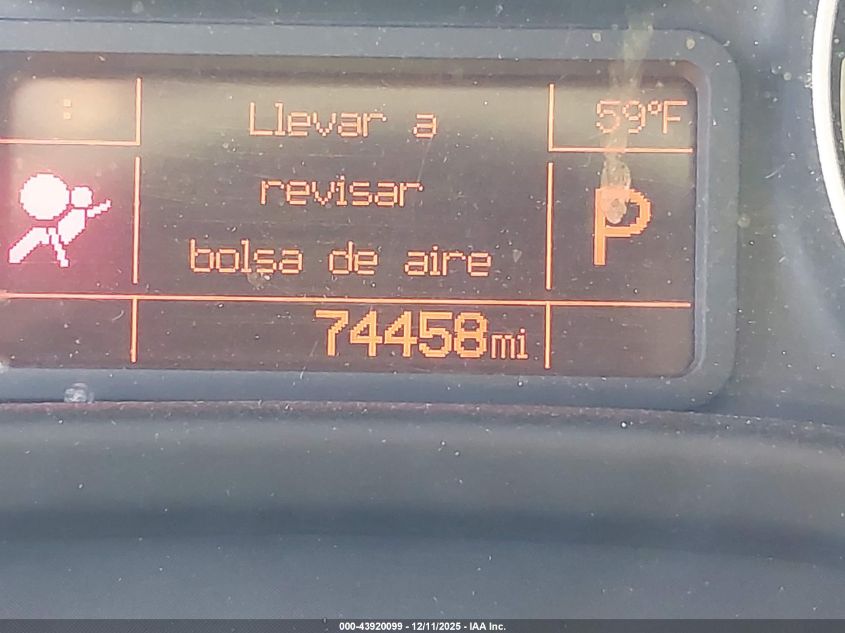 :
Llevar a
59°F
revisar
P
bolsa de aire
74458mi
000-43920099 - 12/11/2025 - IAA Inc.